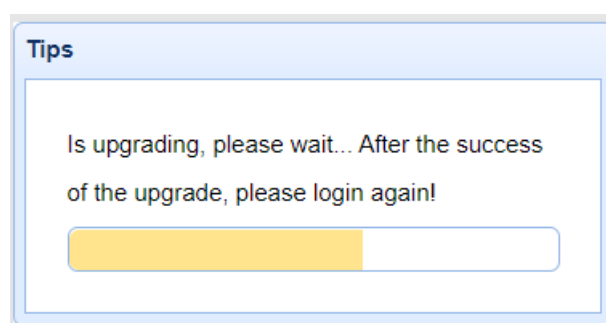 Tips
Is upgrading, please wait... After the success
of the upgrade, please login again!